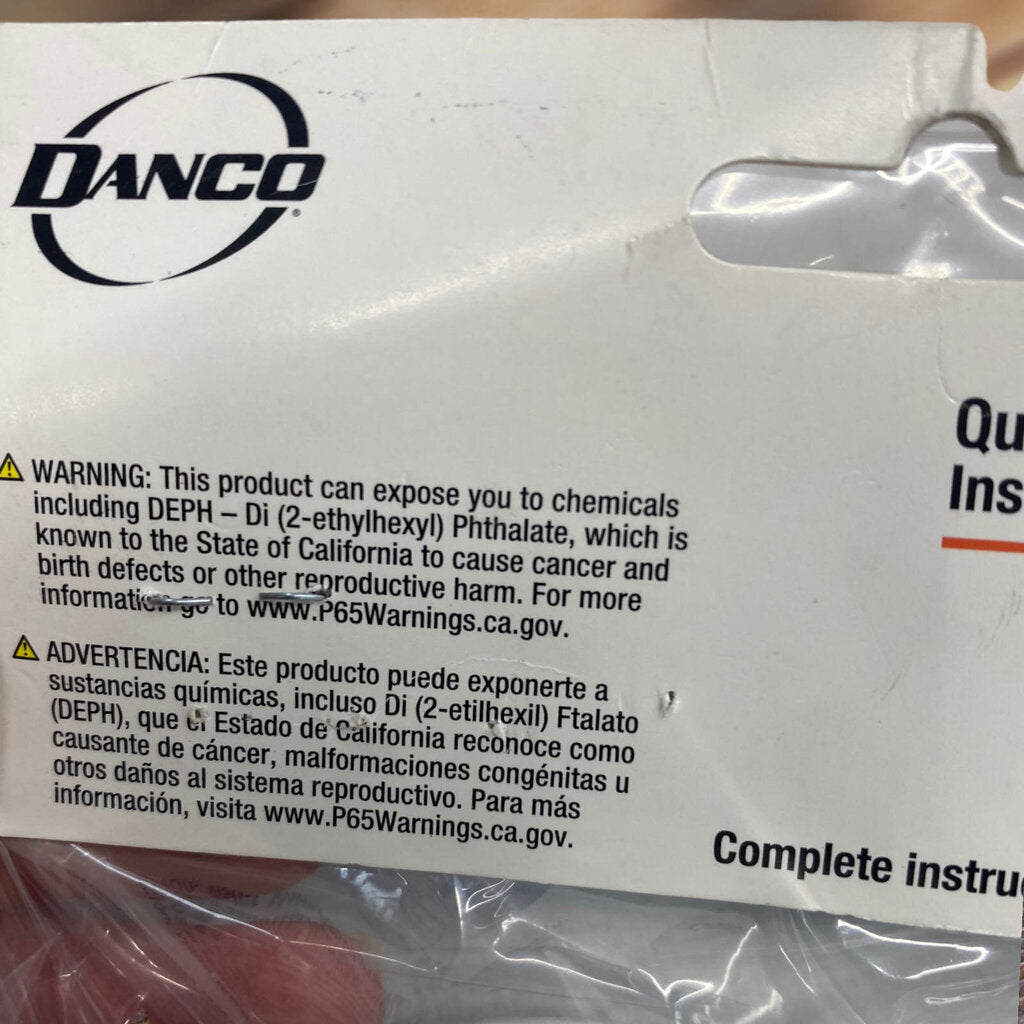 DANCO
WARNING: This product can expose you to chemicals
including DEPH – Di (2-ethylhexyl) Phthalate, which is
known to the State of California to cause cancer and
birth defects or other reproductive harm. For more
information go to www.P65Warnings.ca.gov.
ADVERTENCIA: Este producto puede exponerte a
sustancias químicas, incluso Di (2-etilhexil) Ftalato
(DEPH), que el Estado de California reconoce como
causante de cáncer, malformaciones congénitas u
otros daños al sistema reproductivo. Para más
información, visita www.P65Warnings.ca.gov.
Qu
Ins
Complete instru